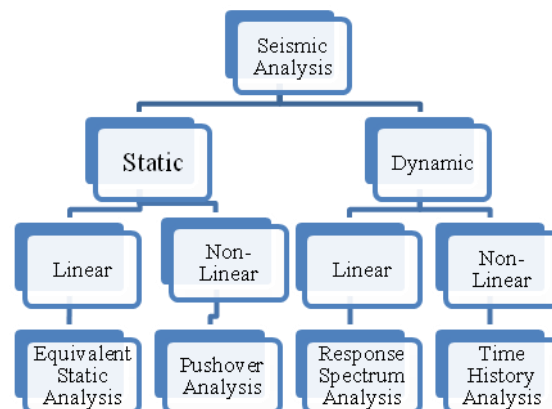 Seismic
Analysis
Static
Dynamic
Linear
Non-
Linear
Linear
Non-
Linear
Equivalent
Static
Analysis
Pushover
Analysis
Response
Spectrum
Analysis
Time
History
Analysis